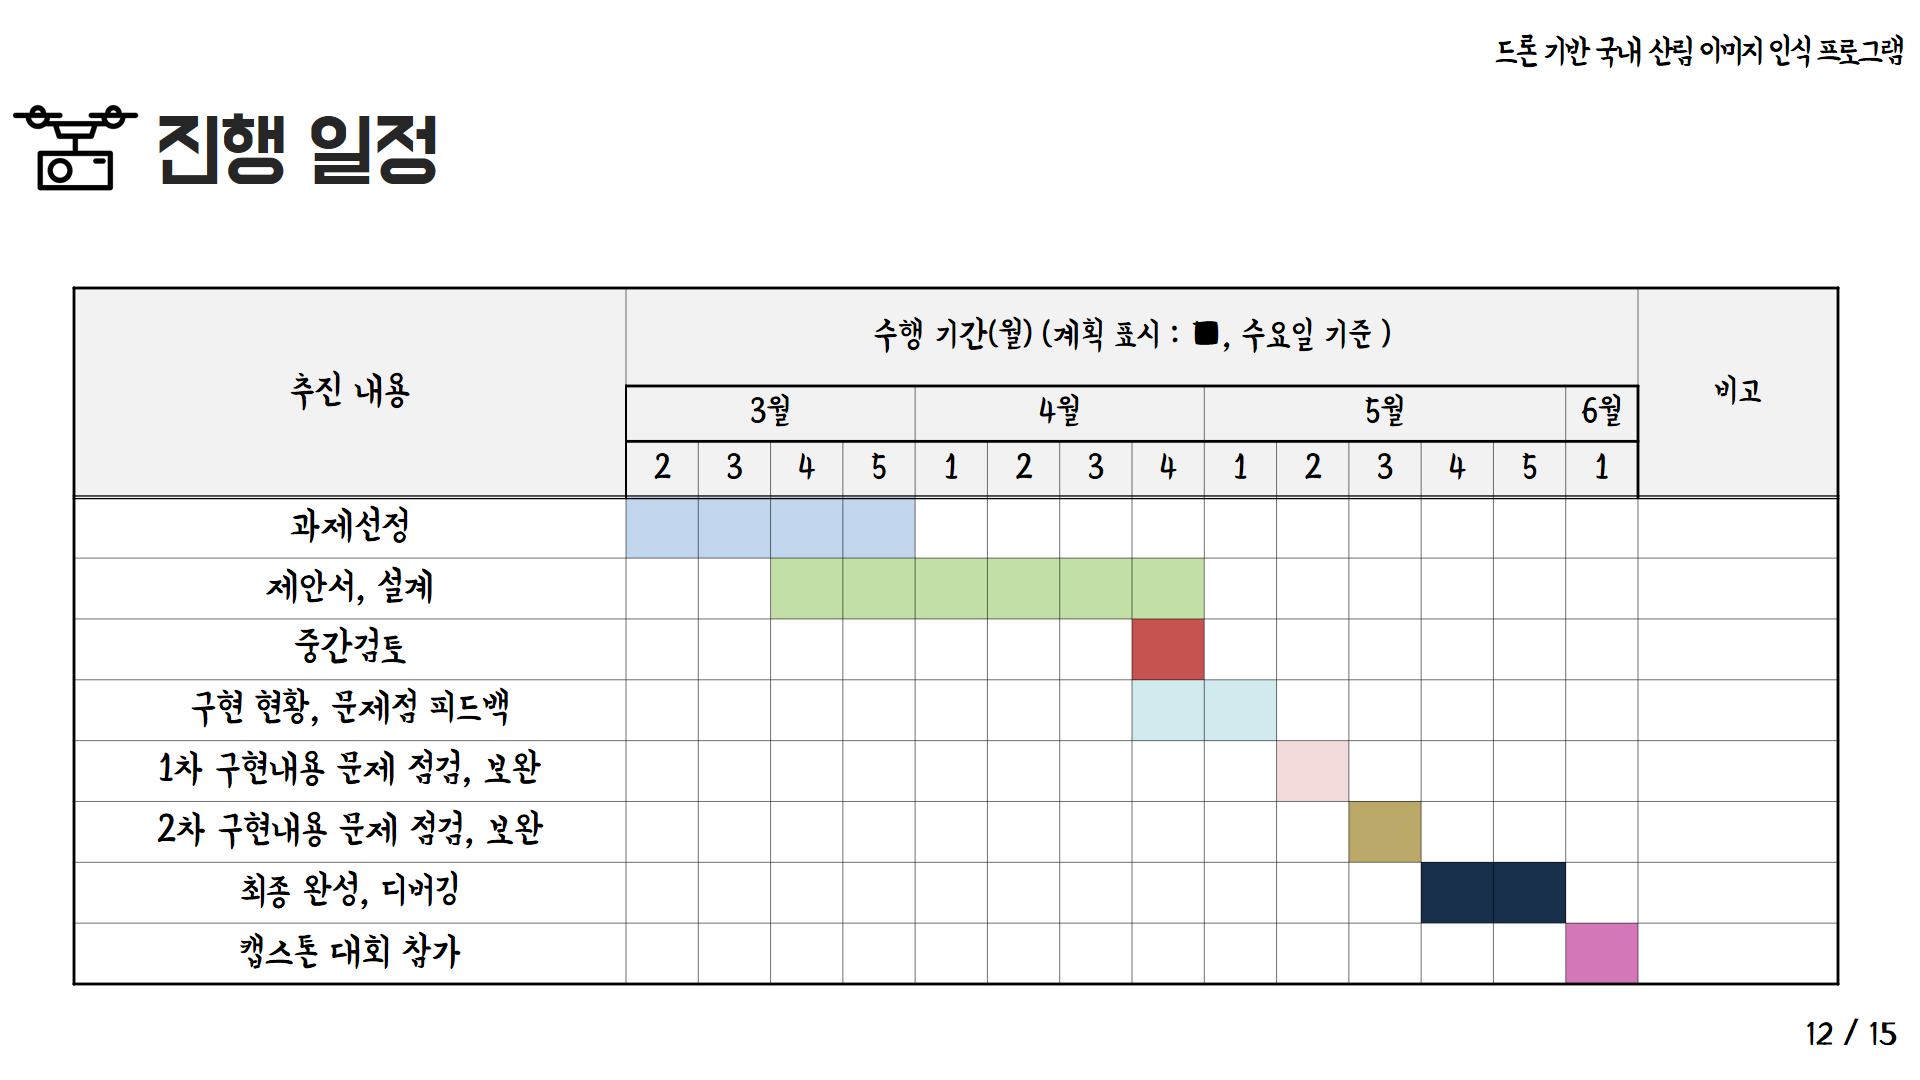 드론 기반 국내 산림 이미지 인식 프로그램
진행 일정
추진 내용
수행 기간(월) (계획 표시 : ■, 수요일 기준 )
비고
3월 4월 5월 6월
2 3 4 5 1 2 3 4 1 2 3 4 5 1
과제선정
제안서, 설계
중간검토
구현 현황, 문제점 피드백
1차 구현내용 문제 점검, 보완
2차 구현내용 문제 점검, 보완
최종 완성, 디버깅
캡스톤 대회 참가
12 / 15